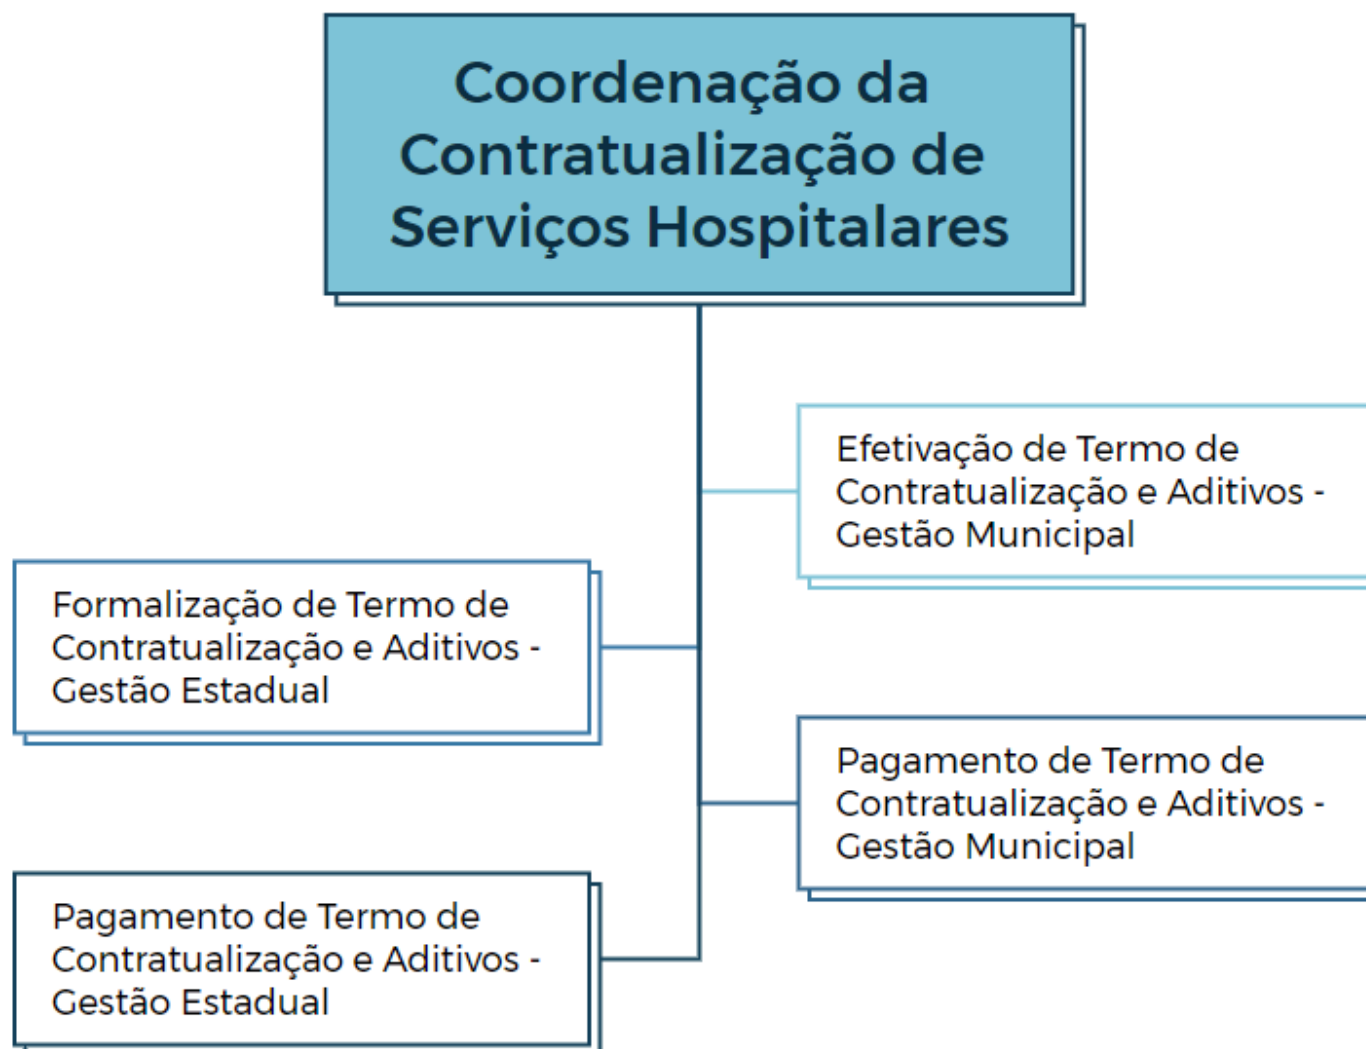 Coordenação da
Contratualização de
Serviços Hospitalares
Efetivação de Termo de
Contratualização e Aditivos -
Gestão Municipal
Formalização de Termo de
Contratualização e Aditivos -
Gestão Estadual
Pagamento de Termo de
Contratualização e Aditivos -
Gestão Municipal
Pagamento de Termo de
Contratualização e Aditivos -
Gestão Estadual